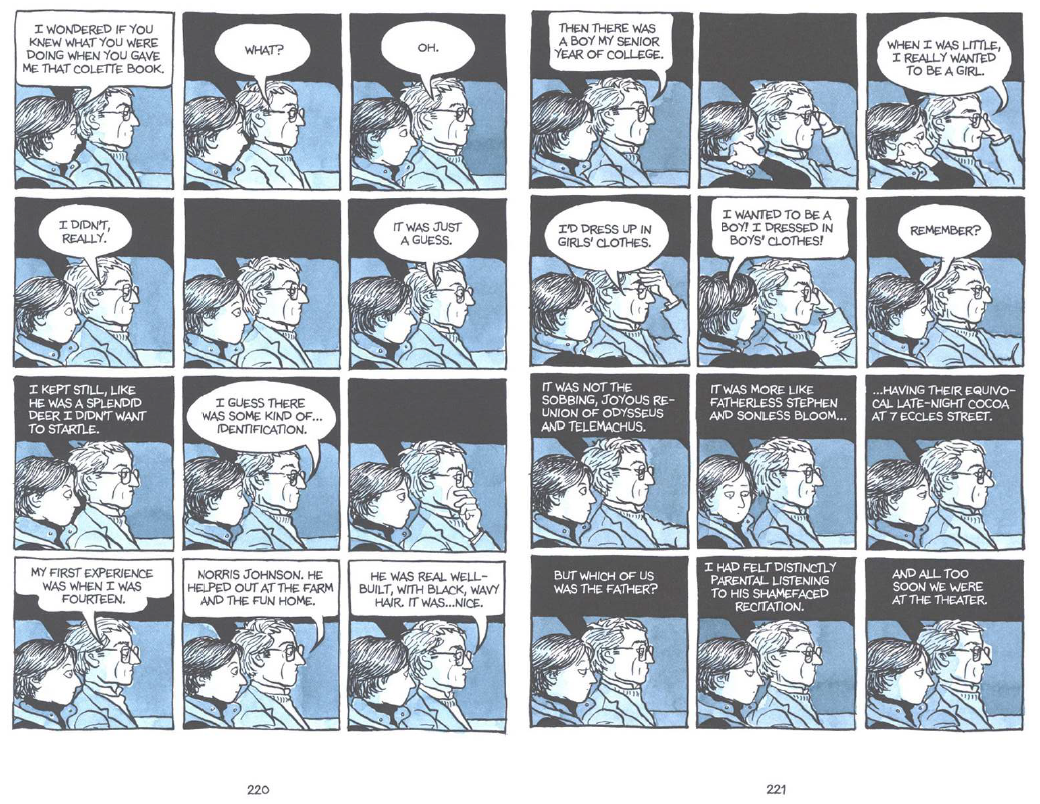 I WONDERED IF YOU
KNEW WHAT YOU WERE
DOING WHEN YOU GAVE
ME THAT COLETTE BOOK.
WHAT?
OH.
I DIDN'T,
REALLY.
IT WAS JUST
A GUESS.
I KEPT STILL, LIKE
HE WAS A SPLENDID
DEER I DIDN'T WANT
TO STARTLE.
I GUESS THERE
WAS SOME KIND OF...
IDENTIFICATION.
MY FIRST EXPERIENCE
WAS WHEN I WAS
FOURTEEN.
NORRIS JOHNSON. HE
HELPED OUT AT THE FARM
AND THE FUN HOME.
HE WAS REAL WELL-
BUILT, WITH BLACK, WAVY
HAIR. IT WAS...NICE.
220
THEN THERE WAS
A BOY MY SENIOR
YEAR OF COLLEGE.
WHEN I WAS LITTLE,
I REALLY WANTED
TO BE A GIRL.
I'D DRESS UP IN
GIRLS' CLOTHES.
I WANTED TO BE A
BOY! I DRESSED IN
BOYS' CLOTHES!
REMEMBER?
IT WAS NOT THE
SOBBING, JOYOUS RE-
UNION OF ODYSSEUS
AND TELEMACHUS.
IT WAS MORE LIKE
FATHERLESS STEPHEN
AND SONLESS BLOOM...
...HAVING THEIR EQUIVO-
CAL LATE-NIGHT COCOA
AT 7 ECCLES STREET.
BUT WHICH OF US
WAS THE FATHER?
I HAD FELT DISTINCTLY
PARENTAL LISTENING
TO HIS SHAMEFACED
RECITATION.
AND ALL TOO
SOON WE WERE
AT THE THEATER.
221